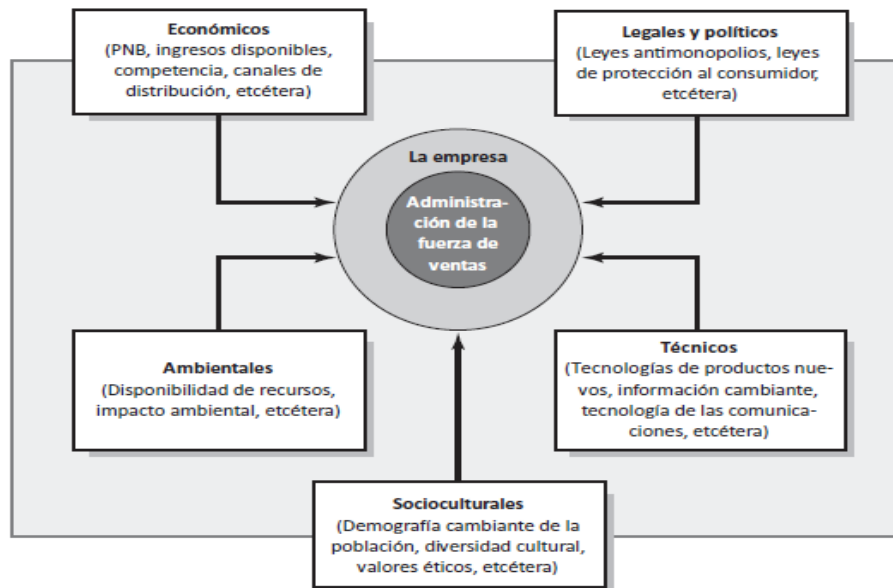 Económicos
(PNB, ingresos disponibles,
competencia, canales de
distribución, etcétera)
Legales y políticos
(Leyes antimonopolios, leyes
de protección al consumidor,
etcétera)
La empresa
Administra-
ción de la
fuerza de
ventas
Ambientales
(Disponibilidad de recursos,
impacto ambiental, etcétera)
Técnicos
(Tecnologías de productos nue-
vos, información cambiante,
tecnología de las comunica-
ciones, etcétera)
Socioculturales
(Demografía cambiante de la
población, diversidad cultural,
valores éticos, etcétera)